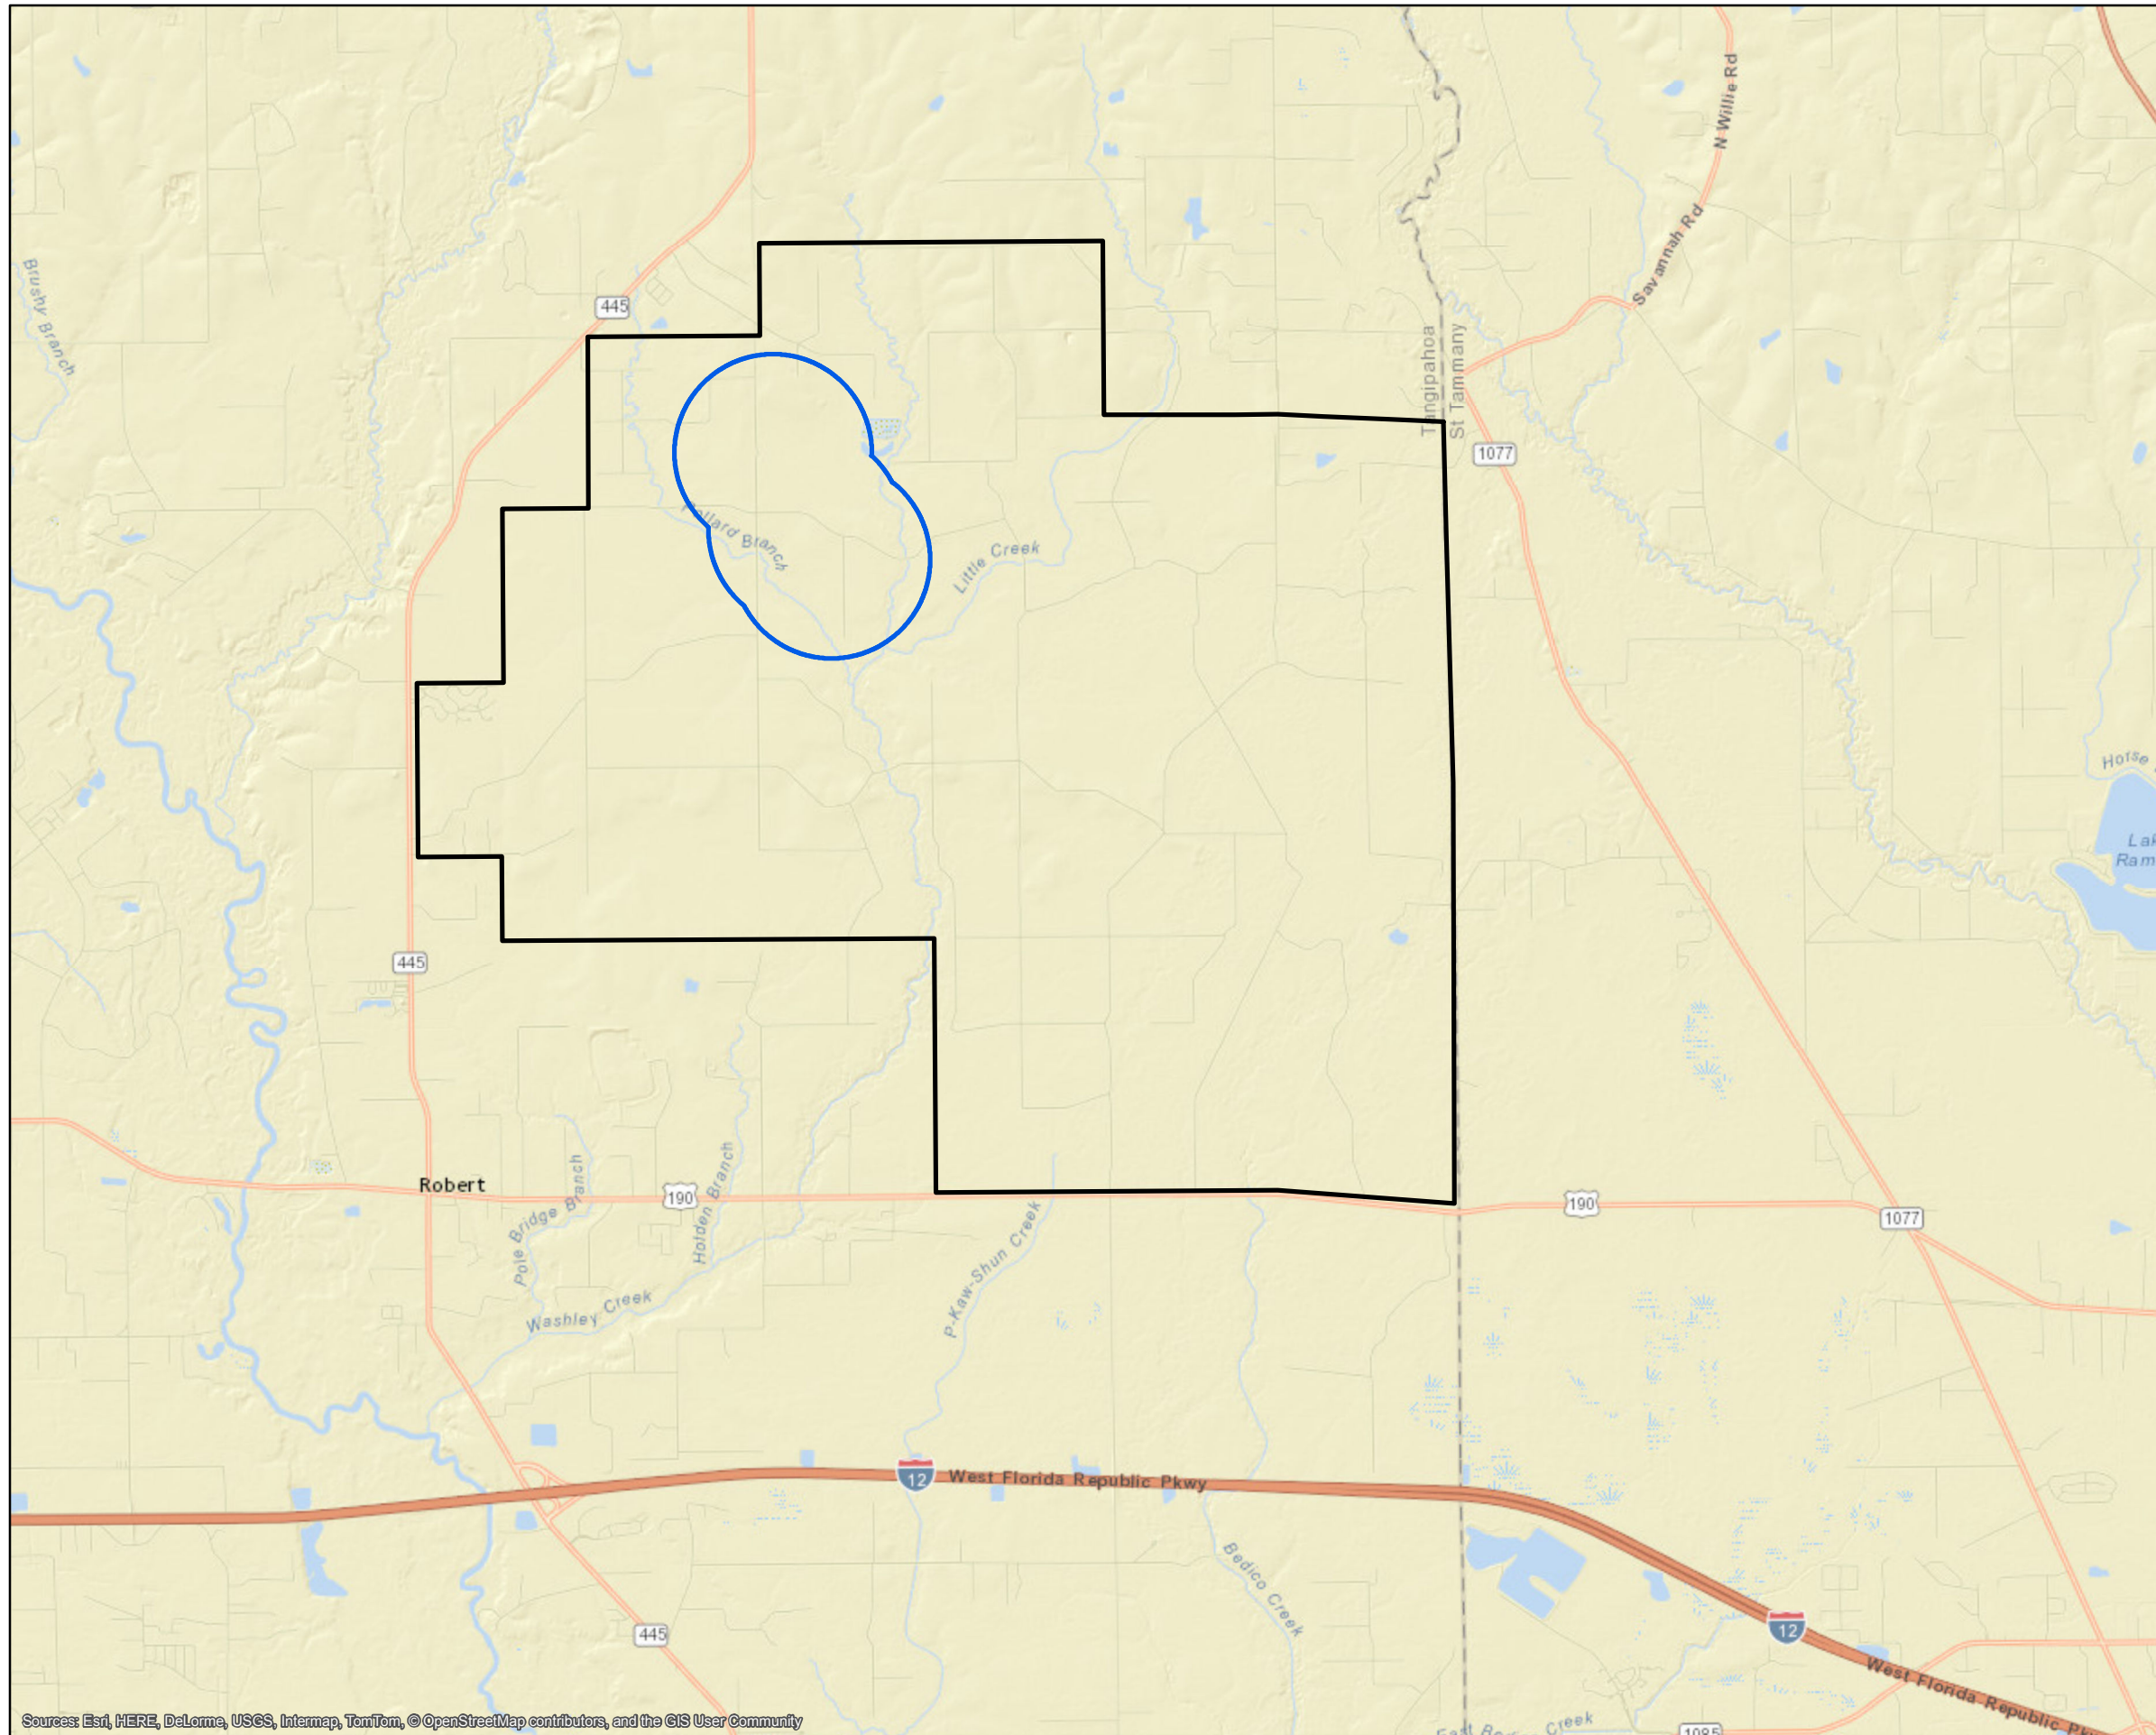 N Willie Rd
Savannah Rd
Brushy Branch
445
Tangipahoa
St Tammany
1077
Pollard Branch
Little Creek
Horse
Lak
Ram
445
Robert
190
190
1077
Pole Bridge Branch
Holden Branch
P-Kaw-Shun Creek
Washley Creek
12
West Florida Republic Pkwy
Bedico Creek
445
12
West Florida Republic Pkw
1085
Creek
Sources: Esri, HERE, DeLorme, USGS, Intermap, TomTom, © OpenStreetMap contributors, and the GIS User Community